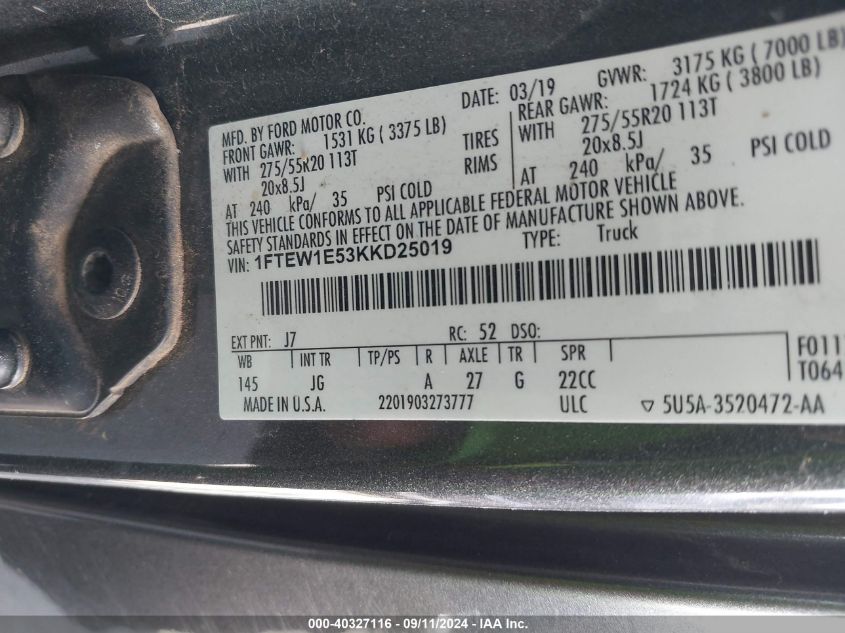 MFD. BY FORD MOTOR CO.
DATE: 03/19 GVWR: 3175 KG ( 7000 LB)
FRONT GAWR: 1531 KG ( 3375 LB)
REAR GAWR: 1724 KG ( 3800 LB)
WITH 275/55R20 113T TIRES
WITH 275/55R20 113T
20x8.5J RIMS
20x8.5J
AT 240 kPa/ 35 PSI COLD
AT 240 kPa/ 35 PSI COLD
THIS VEHICLE CONFORMS TO ALL APPLICABLE FEDERAL MOTOR VEHICLE
SAFETY STANDARDS IN EFFECT ON THE DATE OF MANUFACTURE SHOWN ABOVE.
VIN: 1FTEW1E53KKD25019 TYPE: Truck
EXT PNT: J7 RC: 52 DSO:
WB INT TR TP/PS R AXLE TR SPR
145 JG A 27 G 22CC
F011
T064
MADE IN U.S.A. 2201903273777 ULC ▽ 5U5A-3520472-AA
000-40327116 - 09/11/2024 - IAA Inc.